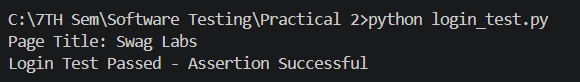 C:\7TH Sem\Software Testing\Practical 2>python login_test.py
Page Title: Swag Labs
Login Test Passed - Assertion Successful